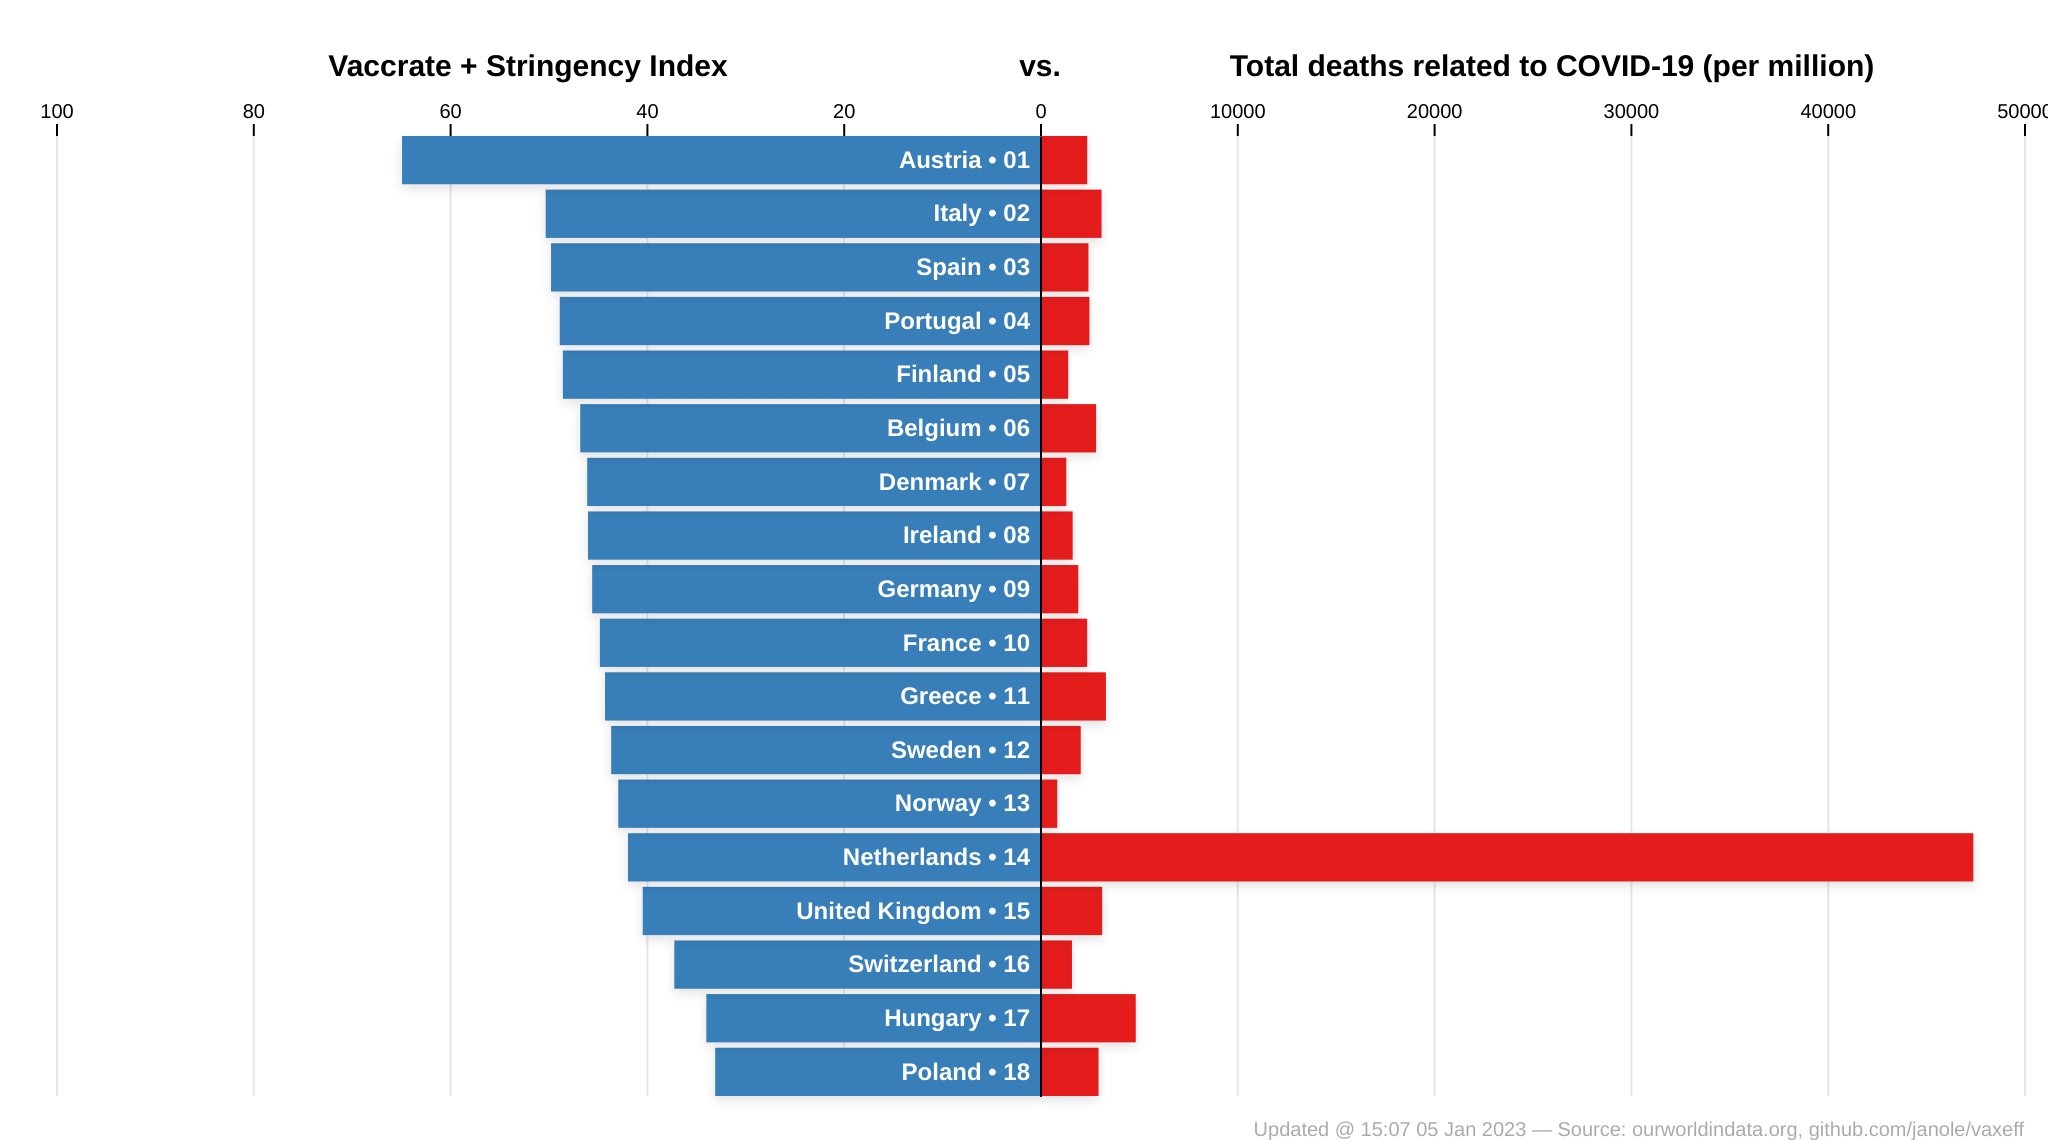 Vaccrate + Stringency Index vs. Total deaths related to COVID-19 (per million)
100 80 60 40 20 0 10000 20000 30000 40000 50000
Austria • 01
Italy • 02
Spain • 03
Portugal • 04
Finland • 05
Belgium • 06
Denmark • 07
Ireland • 08
Germany • 09
France • 10
Greece • 11
Sweden • 12
Norway • 13
Netherlands • 14
United Kingdom • 15
Switzerland • 16
Hungary • 17
Poland • 18
Updated @ 15:07 05 Jan 2023 — Source: ourworldindata.org, github.com/janole/vaxeff